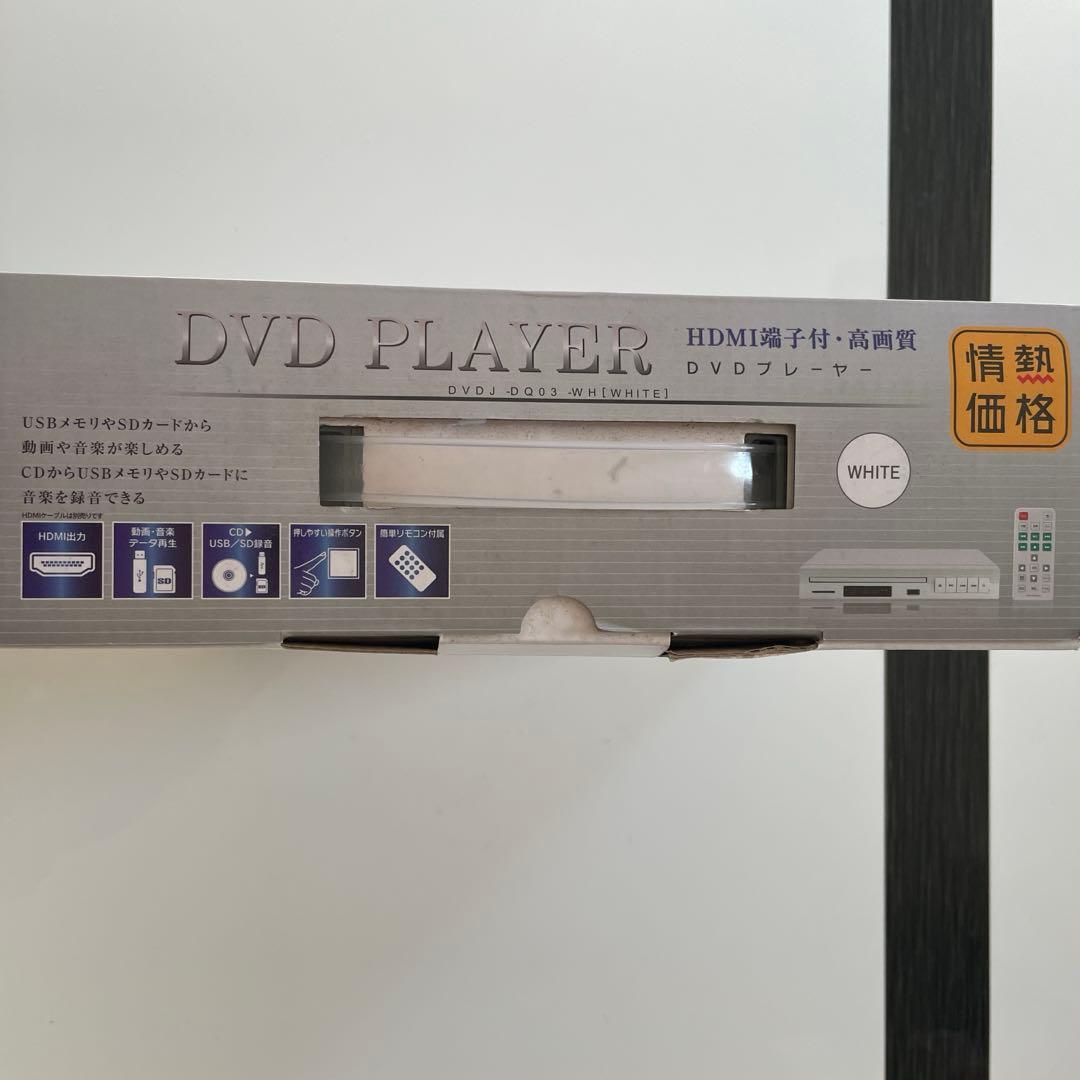 DVD PLAYER
HDMI端子付・高画質
DVDプレーヤー
DVDJ-DQ03-WH[WHITE]
情熱
価格
USBメモリやSDカードから
動画や音楽が楽しめる
CDからUSBメモリやSDカードに
音楽を録音できる
HDMIケーブルは別売りです
WHITE
HDMI出力
動画・音楽
データ再生
SD
CD▶
USB/SD録音
押しやすい操作ボタン
簡単リモコン付属